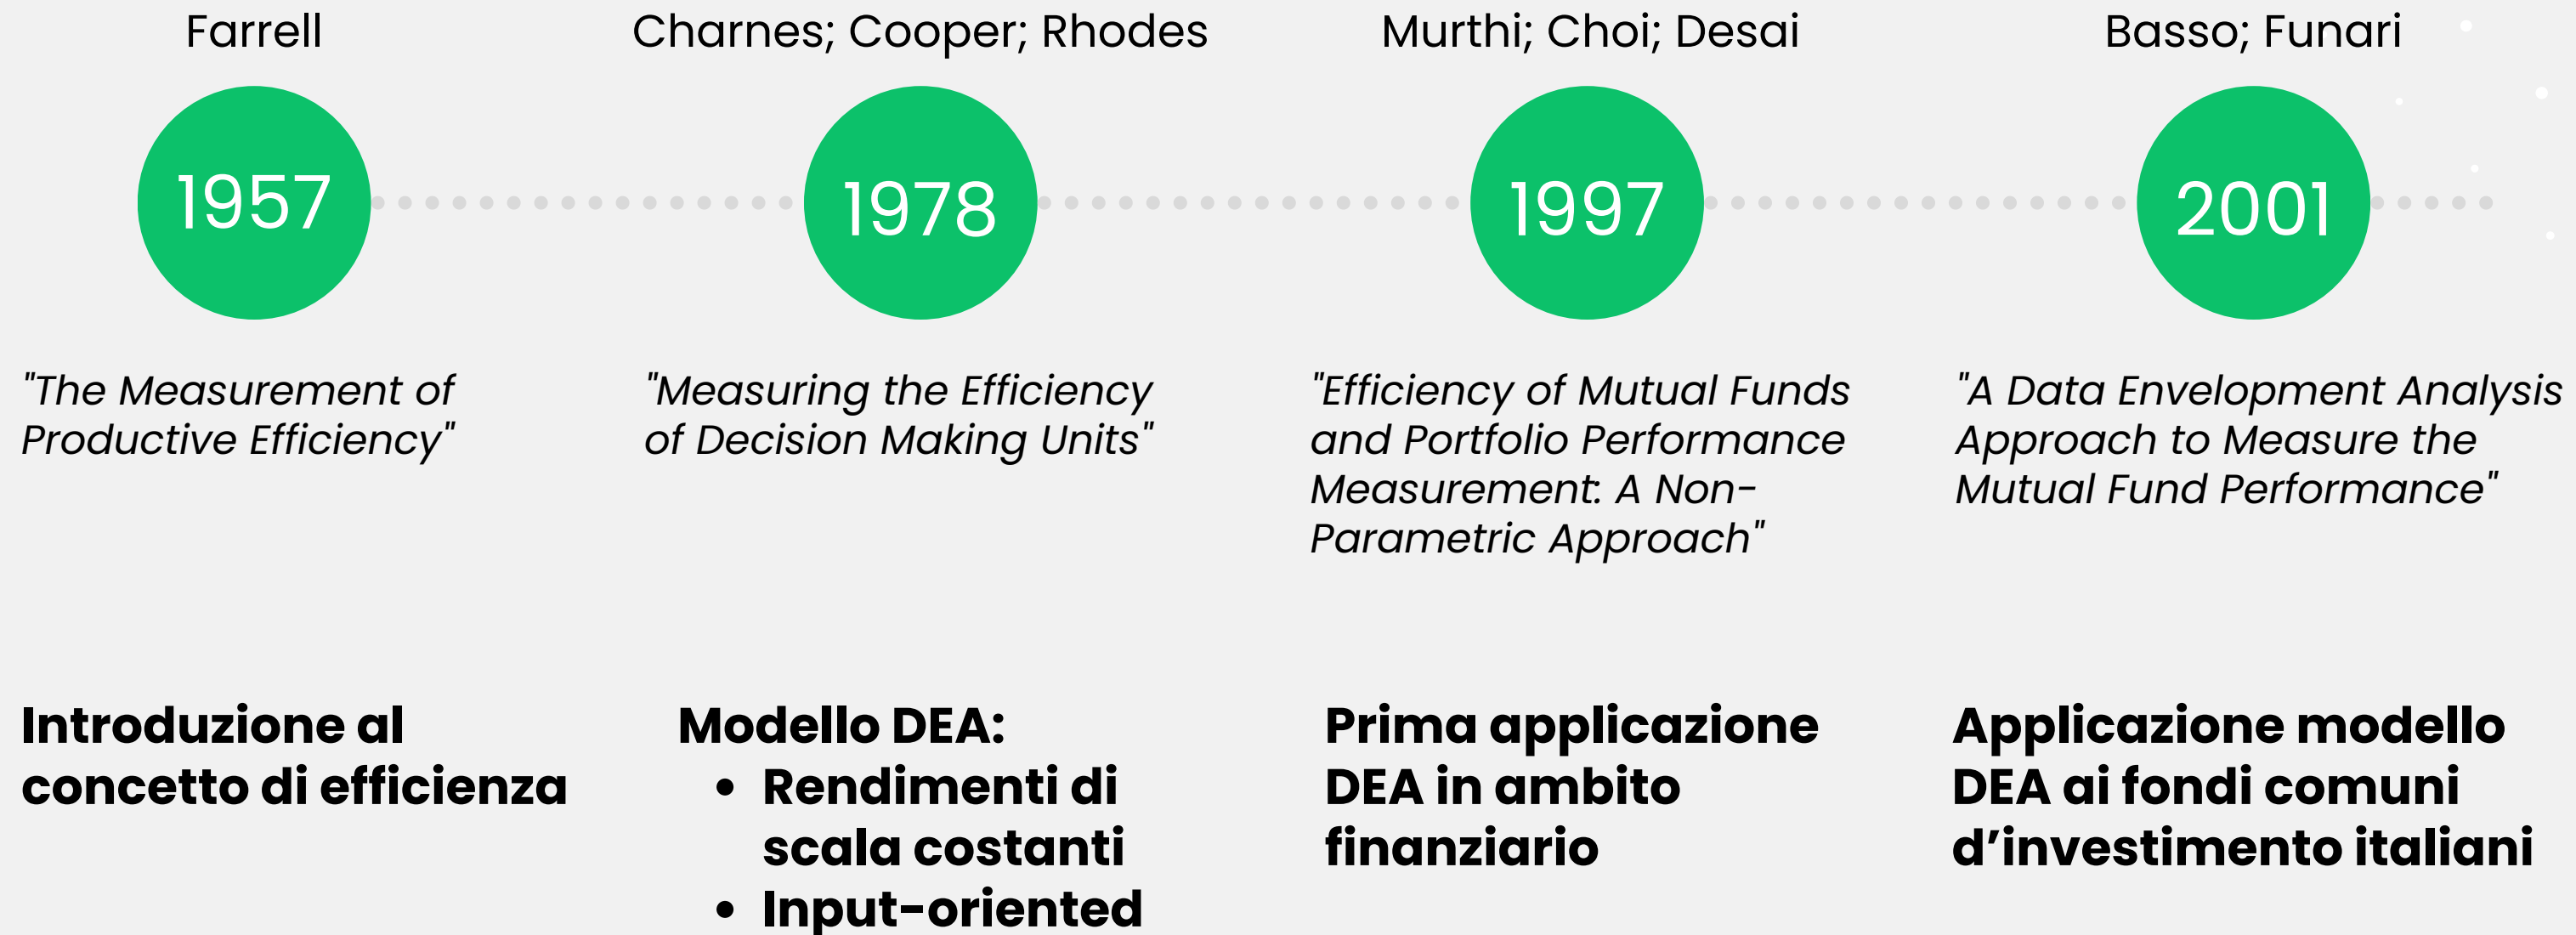 Farrell
Charnes; Cooper; Rhodes
Murthi; Choi; Desai
Basso; Funari
1957
1978
1997
2001
"The Measurement of
Productive Efficiency"
"Measuring the Efficiency
of Decision Making Units"
"Efficiency of Mutual Funds
and Portfolio Performance
Measurement: A Non-
Parametric Approach"
"A Data Envelopment Analysis
Approach to Measure the
Mutual Fund Performance"
Introduzione al
concetto di efficienza
Modello DEA:
• Rendimenti di
scala costanti
• Input-oriented
Prima applicazione
DEA in ambito
finanziario
Applicazione modello
DEA ai fondi comuni
d’investimento italiani